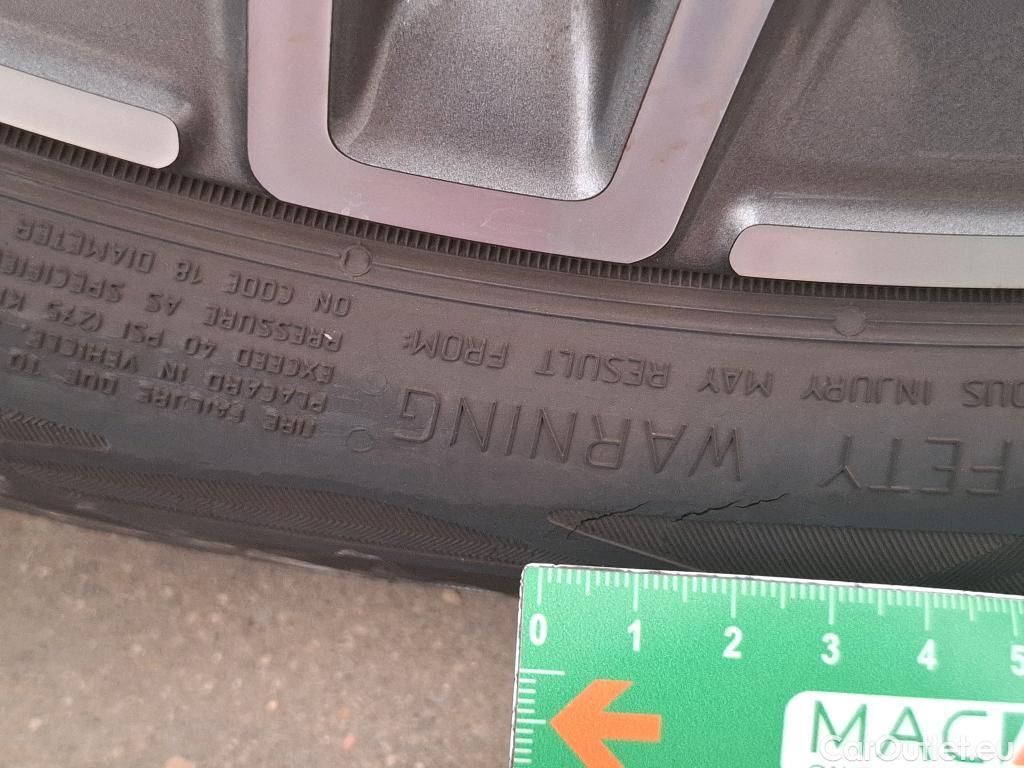 FETY WARNING
OUS INJURY MAY RESULT FROM:
TIRE FAILURE DUE TO
PLACARD IN VEHICLE
EXCEED 40 PSI (275 K
PRESSURE AS SPECIFIE
ON CODE 18 DIAMETER
0 1 2 3 4 5
MAC
CarOutlet.eu